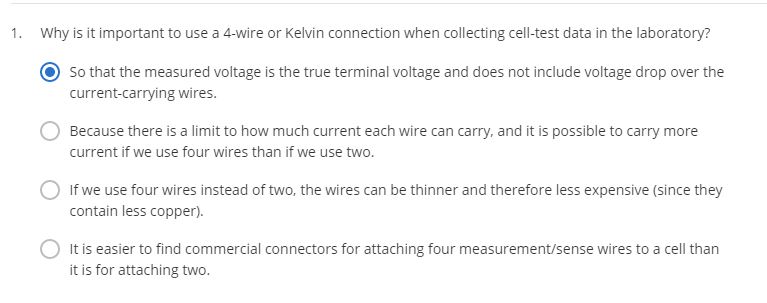 1. Why is it important to use a 4-wire or Kelvin connection when collecting cell-test data in the laboratory?
So that the measured voltage is the true terminal voltage and does not include voltage drop over the
current-carrying wires.
Because there is a limit to how much current each wire can carry, and it is possible to carry more
current if we use four wires than if we use two.
If we use four wires instead of two, the wires can be thinner and therefore less expensive (since they
contain less copper).
It is easier to find commercial connectors for attaching four measurement/sense wires to a cell than
it is for attaching two.